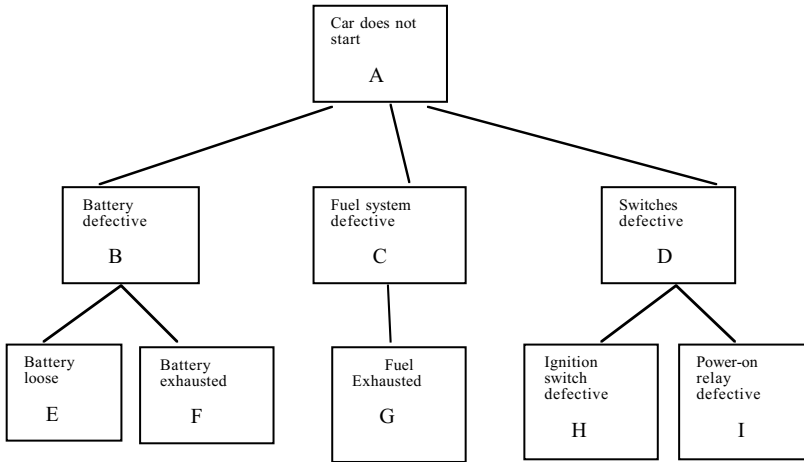 Car does not
start
A
Battery
defective
B
Fuel system
defective
C
Switches
defective
D
Battery
loose
E
Battery
exhausted
F
Fuel
Exhausted
G
Ignition
switch
defective
H
Power-on
relay
defective
I